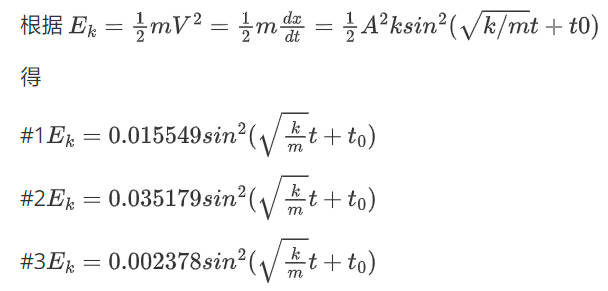 根据 $E_k = \frac{1}{2}mV^2 = \frac{1}{2}m\frac{dx}{dt} = \frac{1}{2}A^2ksin^2(\sqrt{k/m}t + t0)$
得
#1$E_k = 0.015549sin^2(\sqrt{\frac{k}{m}}t + t_0)$
#2$E_k = 0.035179sin^2(\sqrt{\frac{k}{m}}t + t_0)$
#3$E_k = 0.002378sin^2(\sqrt{\frac{k}{m}}t + t_0)$